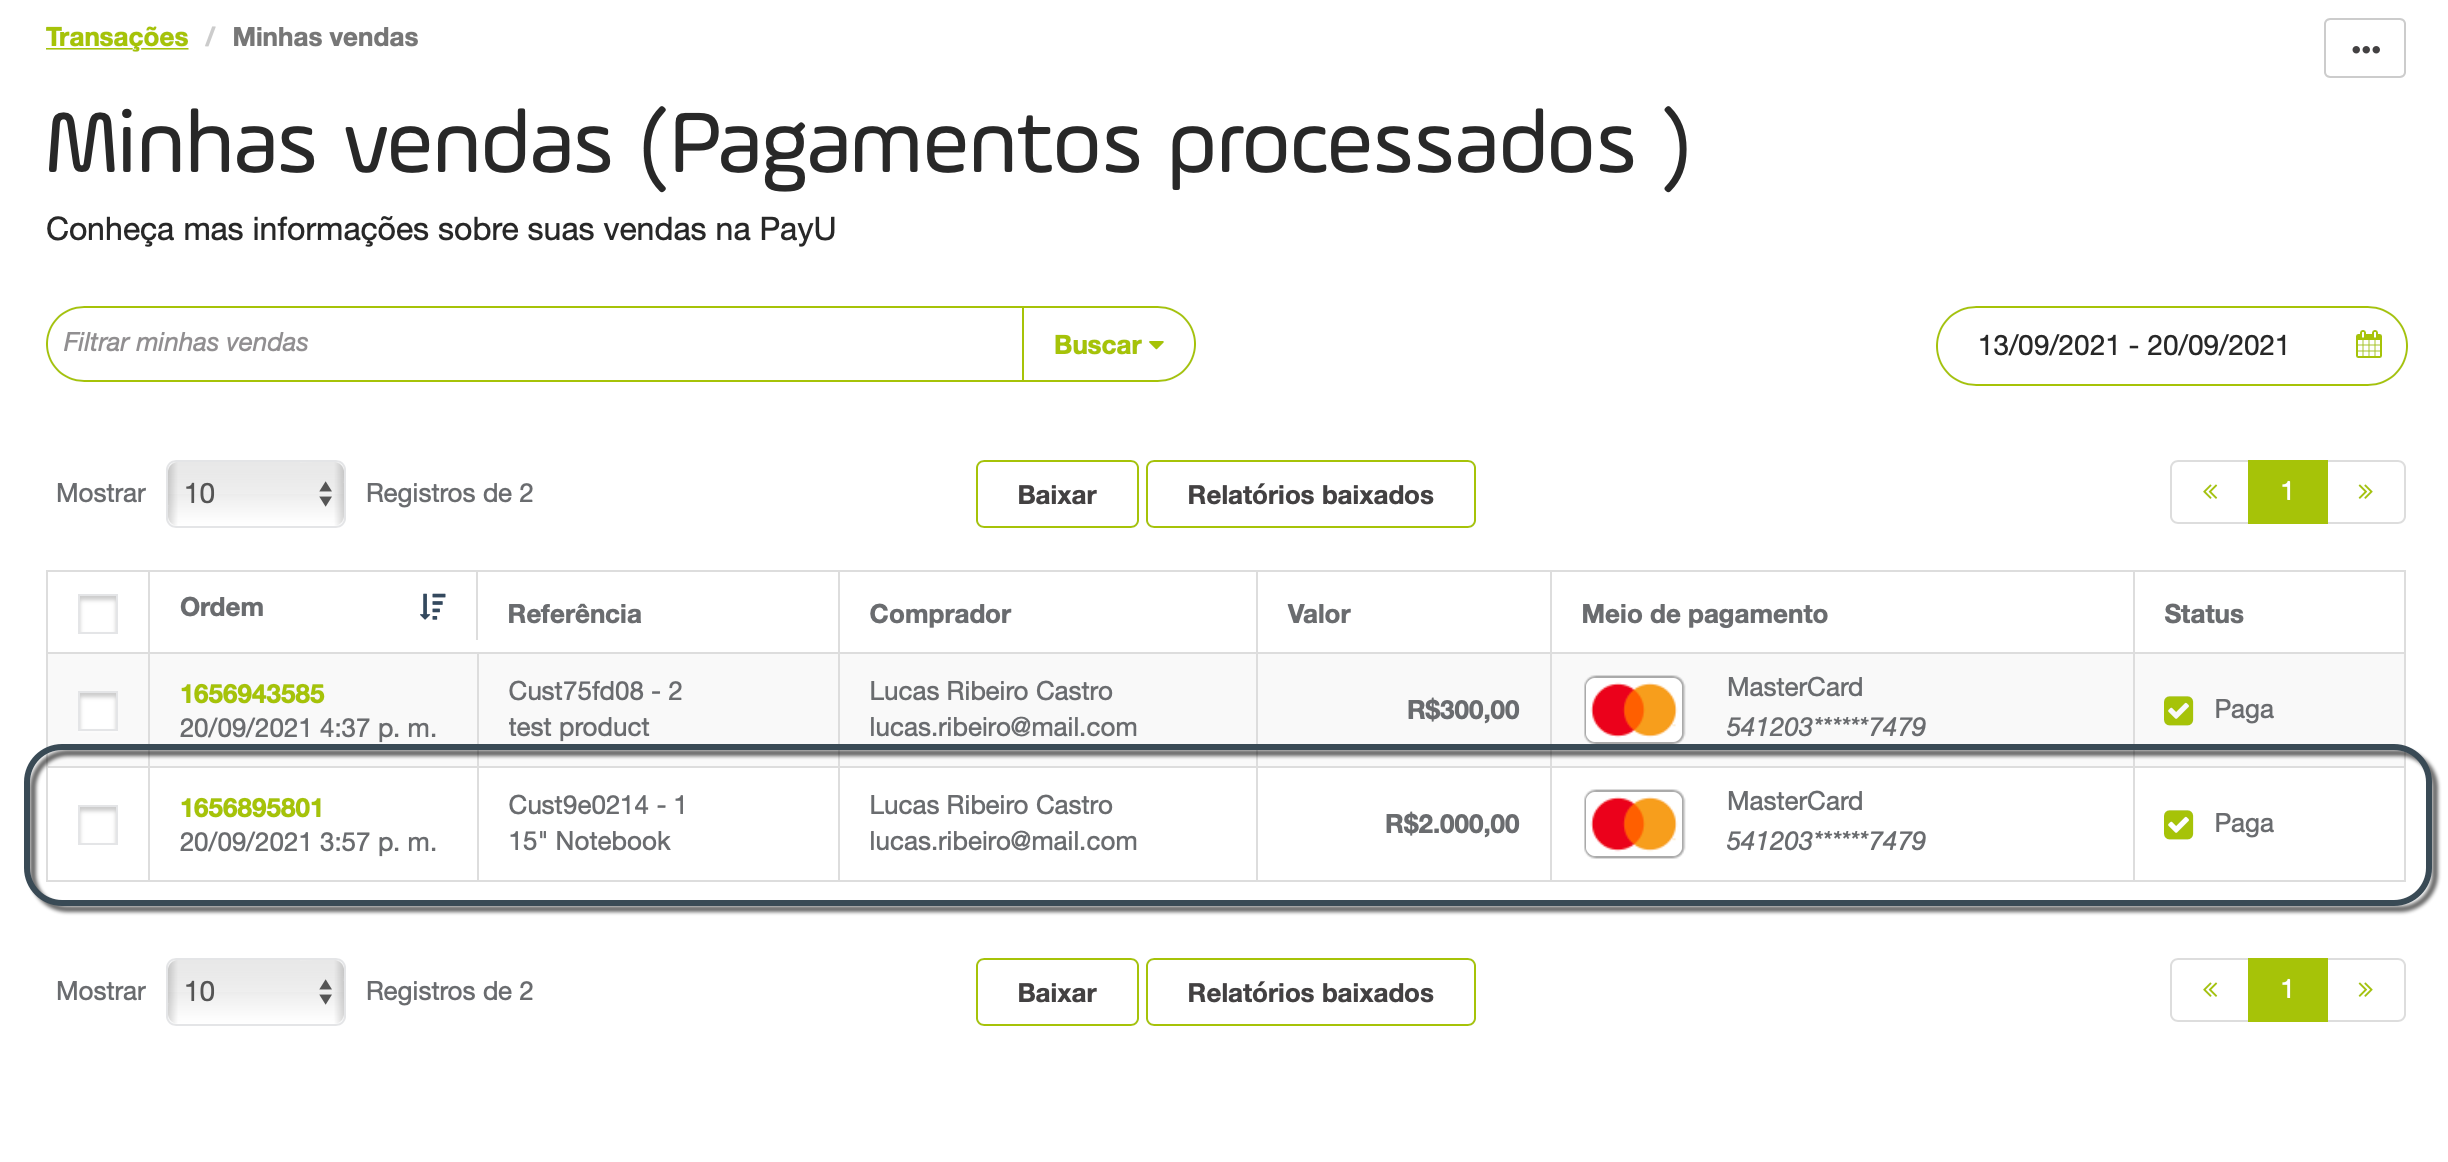 Transações / Minhas vendas
•••
Minhas vendas (Pagamentos processados )
Conheça mas informações sobre suas vendas na PayU
Filtrar minhas vendas Buscar 13/09/2021 - 20/09/2021
Mostrar 10 Registros de 2 Baixar Relatórios baixados « 1 »
Ordem Referência Comprador Valor Meio de pagamento Status
1656943585 Cust75fd08 - 2 Lucas Ribeiro Castro R$300,00 MasterCard Paga
20/09/2021 4:37 p. m. test product lucas.ribeiro@mail.com 541203******7479
1656895801 Cust9e0214 - 1 Lucas Ribeiro Castro R$2.000,00 MasterCard Paga
20/09/2021 3:57 p. m. 15" Notebook lucas.ribeiro@mail.com 541203******7479
Mostrar 10 Registros de 2 Baixar Relatórios baixados « 1 »